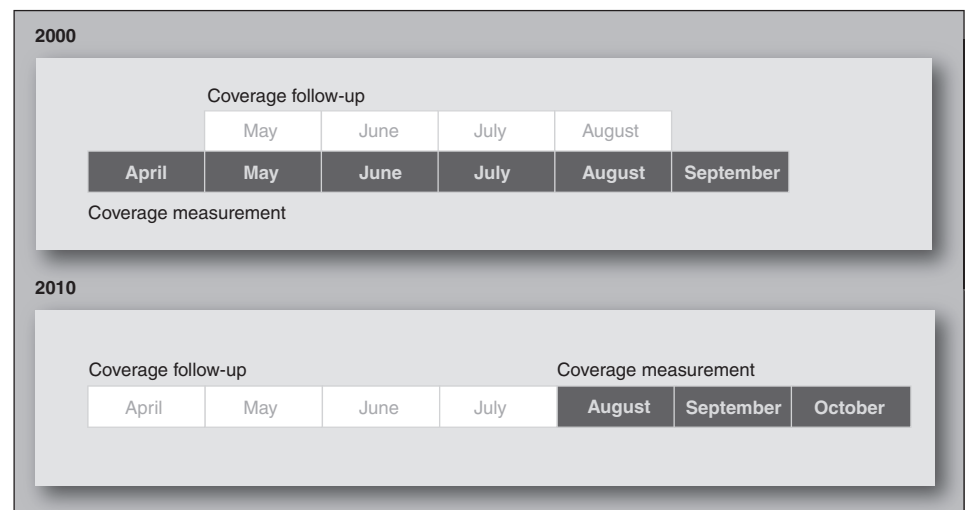 2000
Coverage follow-up
May June July August
April May June July August September
Coverage measurement
2010
Coverage follow-up Coverage measurement
April May June July August September October